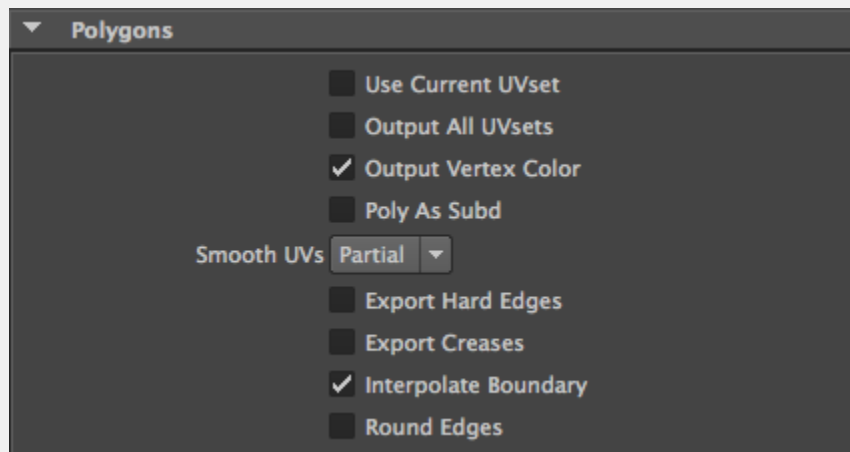 Polygons
Use Current UVset
Output All UVsets
Output Vertex Color
Poly As Subd
Smooth UVs Partial
Export Hard Edges
Export Creases
Interpolate Boundary
Round Edges